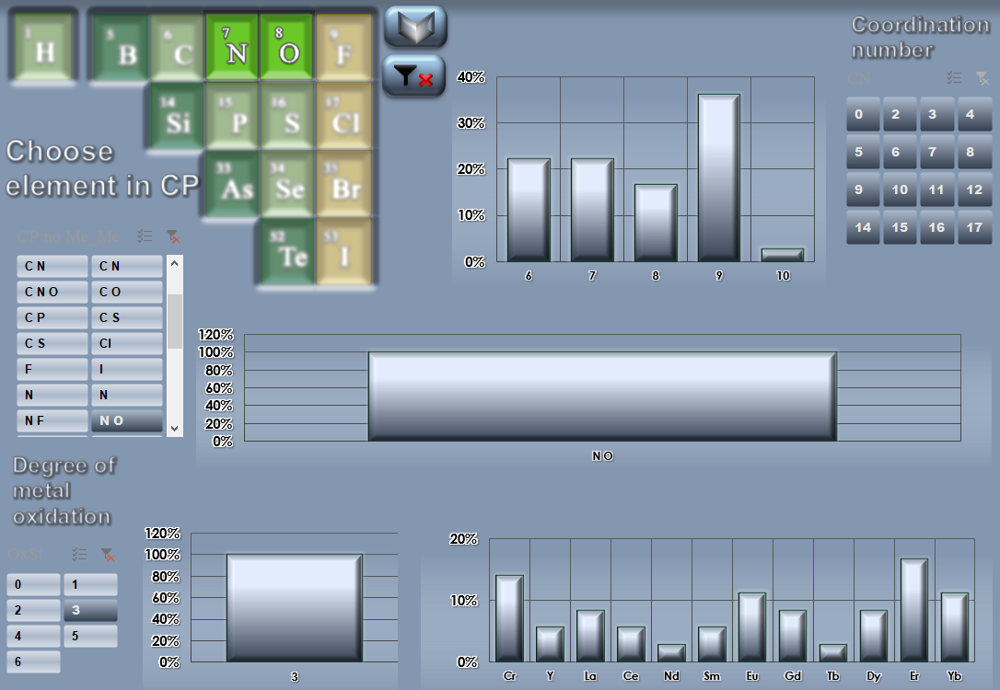 1 H
5 B
6 C
7 N
8 O
9 F
14 Si
15 P
16 S
17 Cl
33 As
34 Se
35 Br
52 Te
53 I
Choose
element in CP
CP no Me_Me
C N
C N
C N O
C O
C P
C S
C S
Cl
F
I
N
N
N F
N O
Degree of
metal
oxidation
OxSt
0
1
2
3
4
5
6
40%
30%
20%
10%
0%
6 7 8 9 10
Coordination
number
CN
0 2 3 4
5 6 7 8
9 10 11 12
14 15 16 17
120%
100%
80%
60%
40%
20%
0%
N O
120%
100%
80%
60%
40%
20%
0%
3
20%
10%
0%
Cr Y La Ce Nd Sm Eu Gd Tb Dy Er Yb